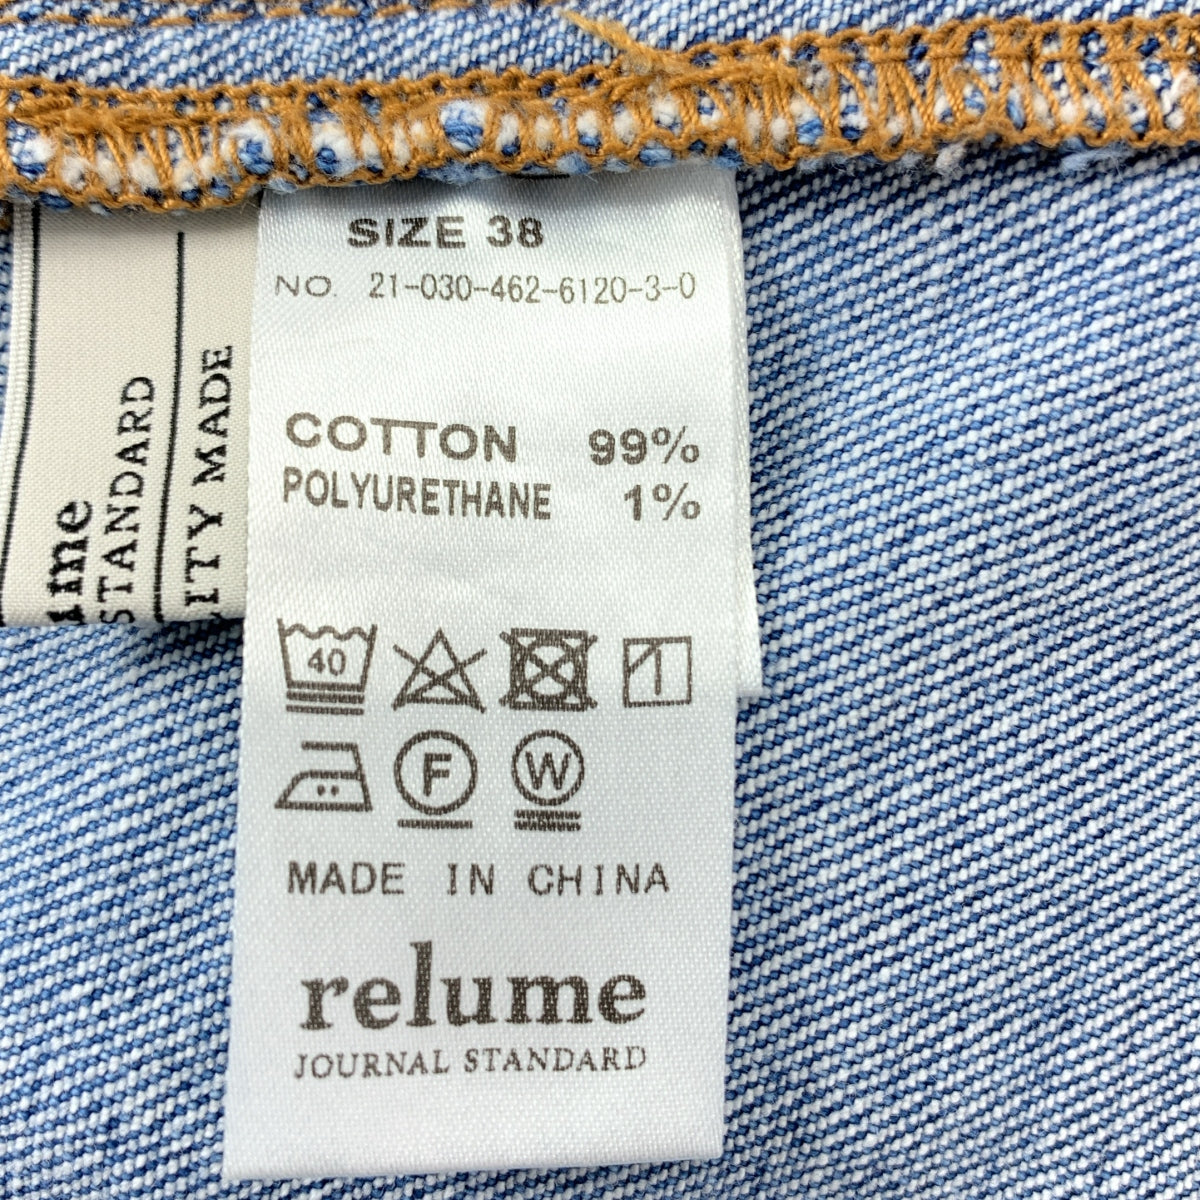 SIZE 38
NO. 21-030-462-6120-3-0
COTTON 99%
POLYURETHANE 1%
40
F W
MADE IN CHINA
relume
JOURNAL STANDARD
STANDARD
MADE